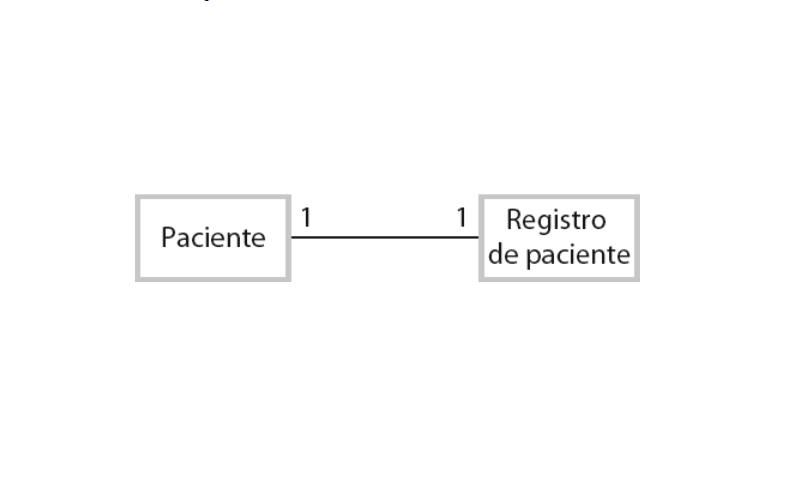 Paciente
1
1
Registro
de paciente